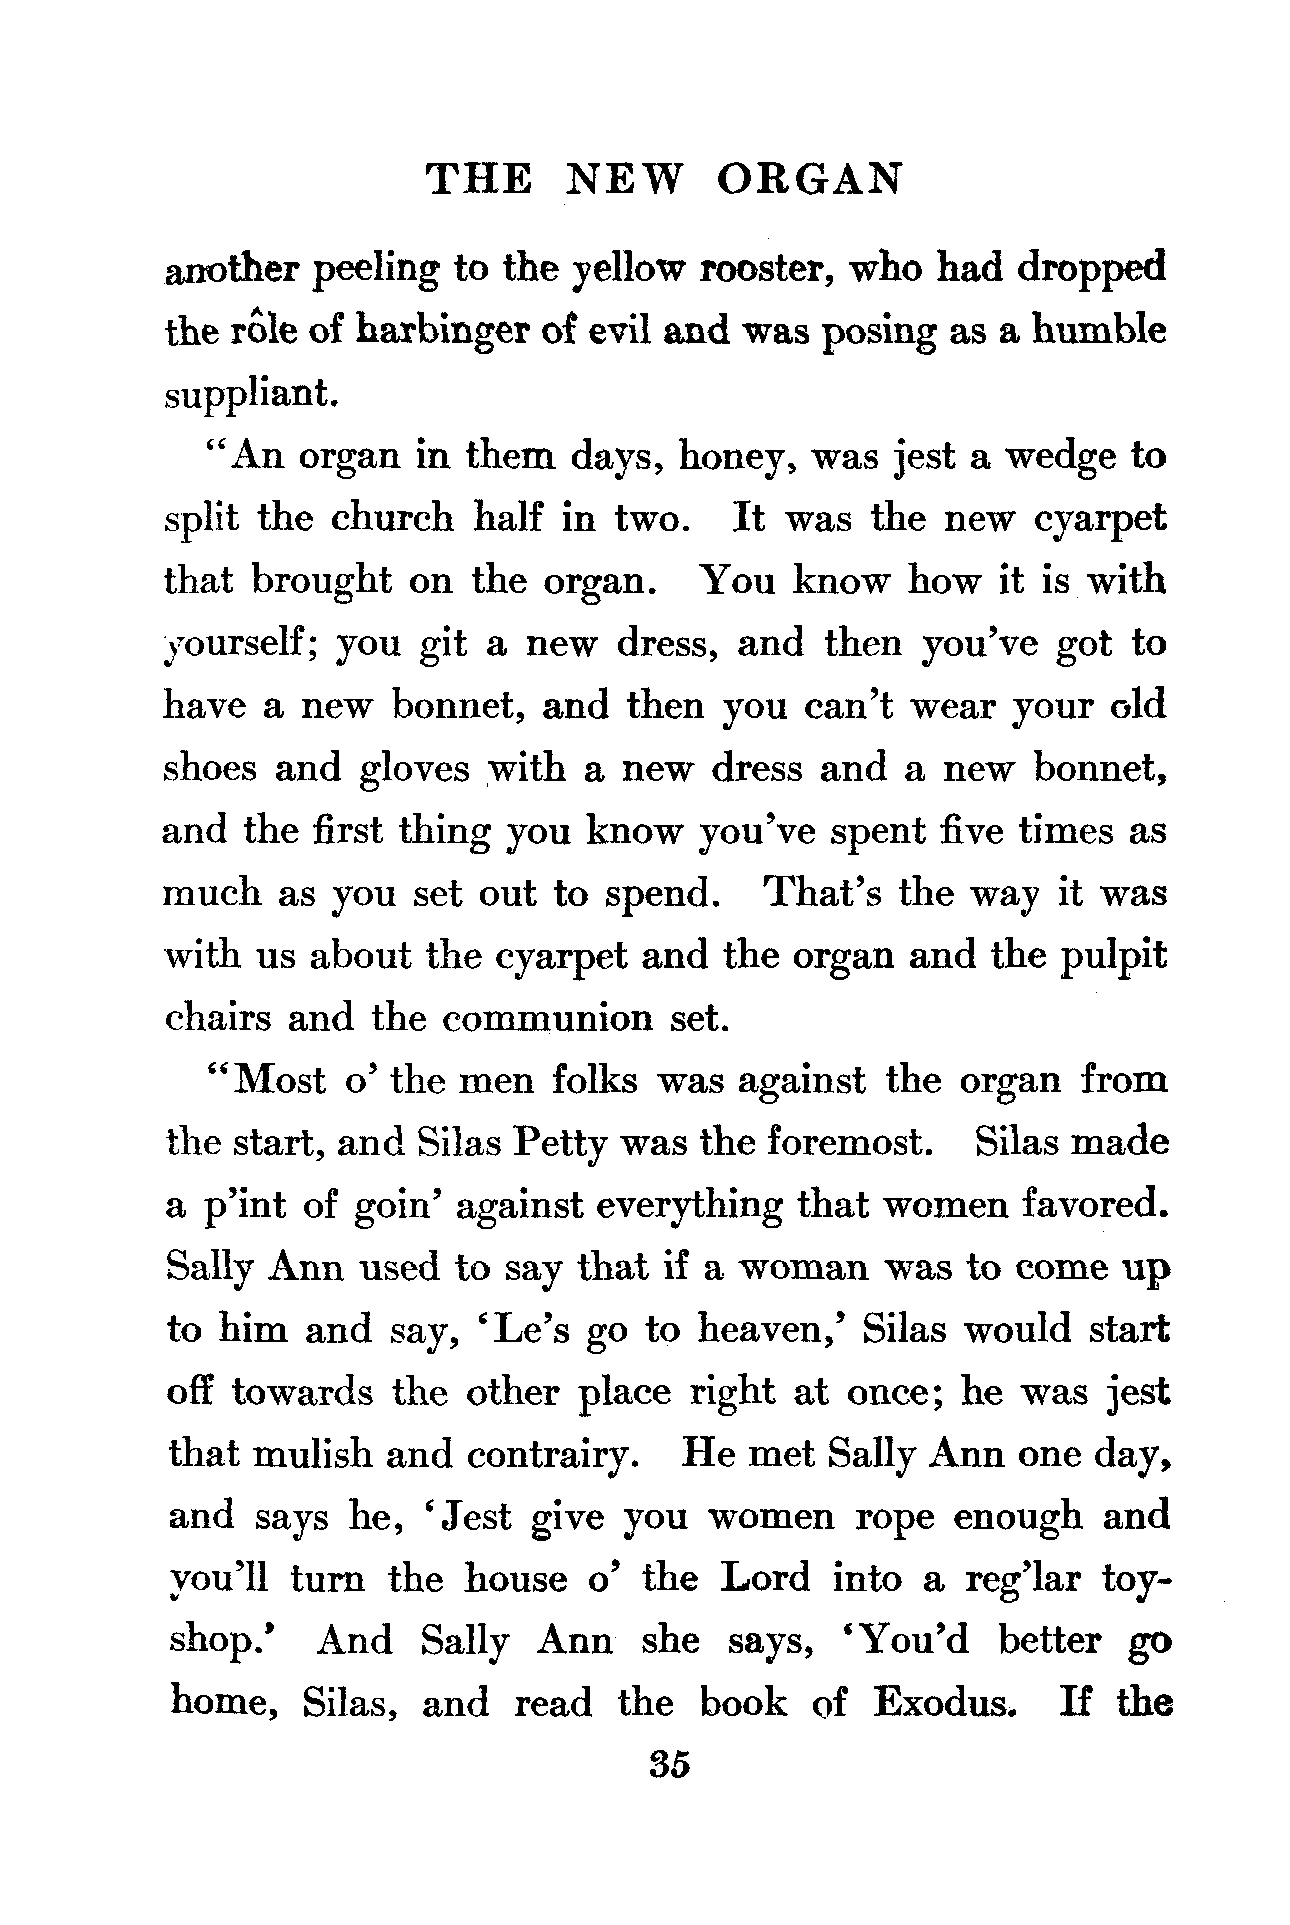 THE NEW ORGAN
another peeling to the yellow rooster, who had dropped
the rôle of harbinger of evil and was posing as a humble
suppliant.
“An organ in them days, honey, was jest a wedge to
split the church half in two. It was the new cyarpet
that brought on the organ. You know how it is with
yourself; you git a new dress, and then you’ve got to
have a new bonnet, and then you can’t wear your old
shoes and gloves with a new dress and a new bonnet,
and the first thing you know you’ve spent five times as
much as you set out to spend. That’s the way it was
with us about the cyarpet and the organ and the pulpit
chairs and the communion set.
“Most o’ the men folks was against the organ from
the start, and Silas Petty was the foremost. Silas made
a p’int of goin’ against everything that women favored.
Sally Ann used to say that if a woman was to come up
to him and say, ‘Le’s go to heaven,’ Silas would start
off towards the other place right at once; he was jest
that mulish and contrairy. He met Sally Ann one day,
and says he, ‘Jest give you women rope enough and
you’ll turn the house o’ the Lord into a reg’lar toy-
shop.’ And Sally Ann she says, ‘You’d better go
home, Silas, and read the book of Exodus. If the
35